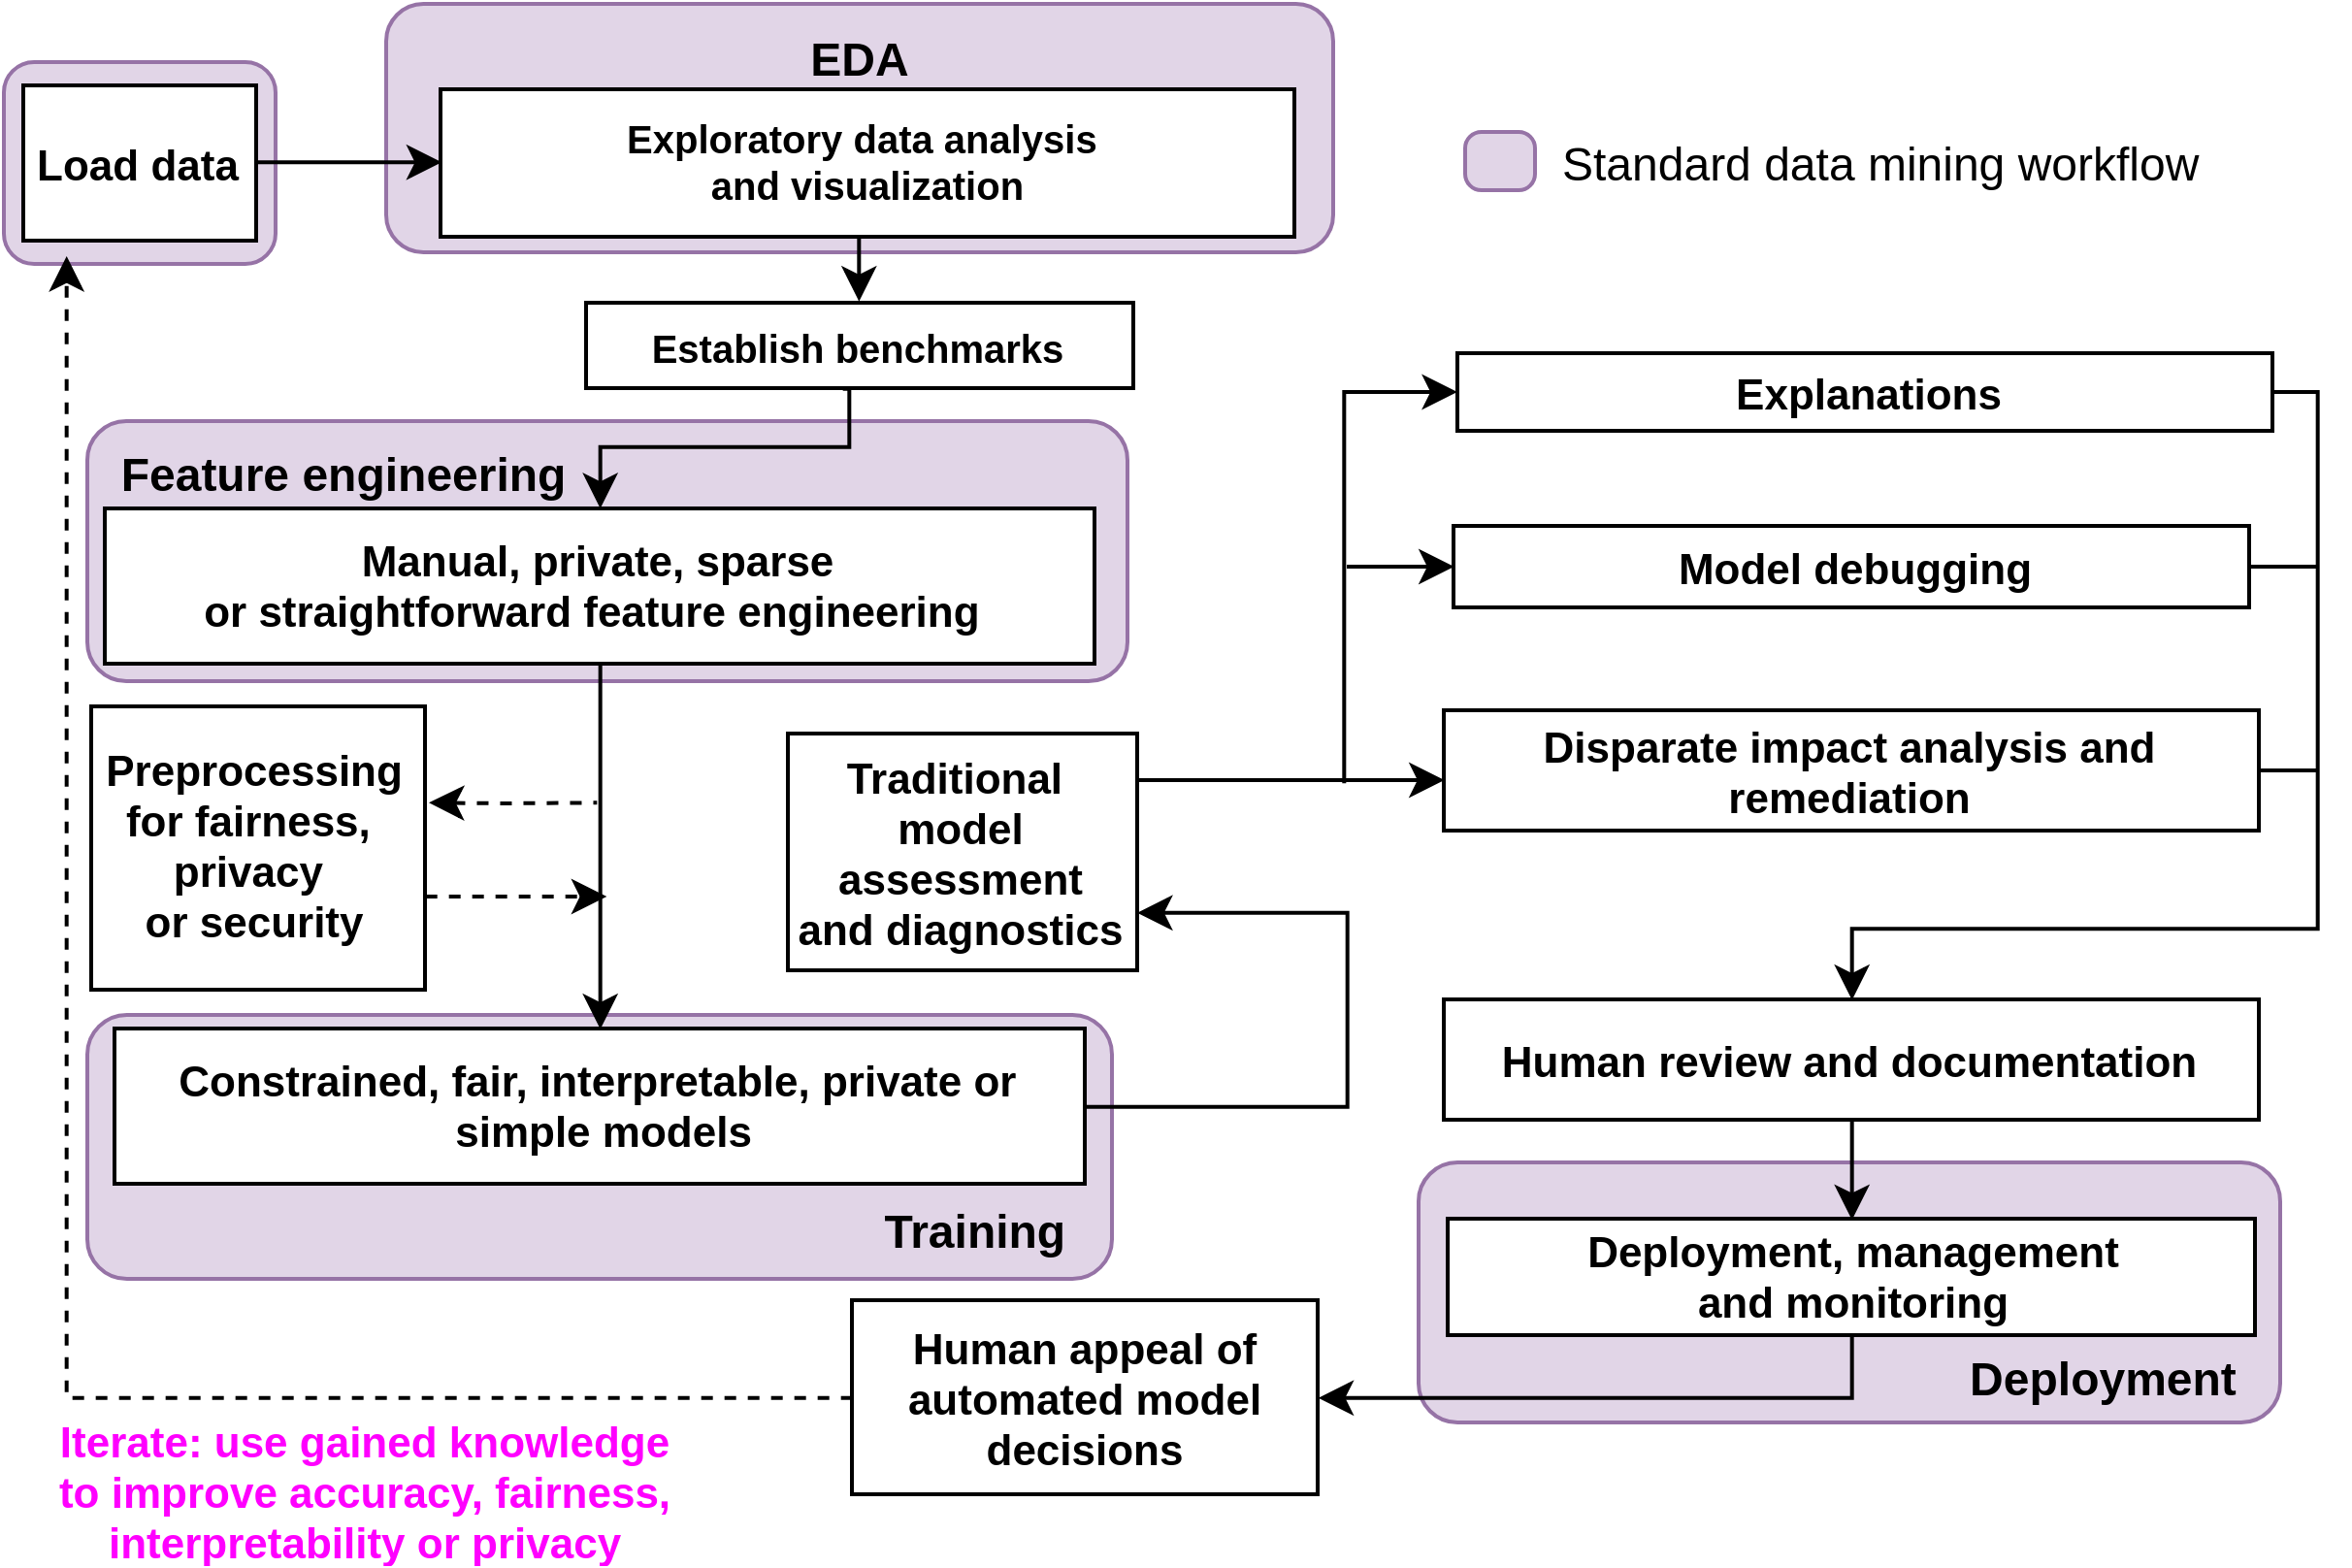 EDA
Load data
Exploratory data analysis
and visualization
Standard data mining workflow
Establish benchmarks
Explanations
Feature engineering
Manual, private, sparse
or straightforward feature engineering
Model debugging
Preprocessing
for fairness,
privacy
or security
Traditional
model
assessment
and diagnostics
Disparate impact analysis and
remediation
Constrained, fair, interpretable, private or
simple models
Training
Human review and documentation
Deployment, management
and monitoring
Deployment
Human appeal of
automated model
decisions
Iterate: use gained knowledge
to improve accuracy, fairness,
interpretability or privacy